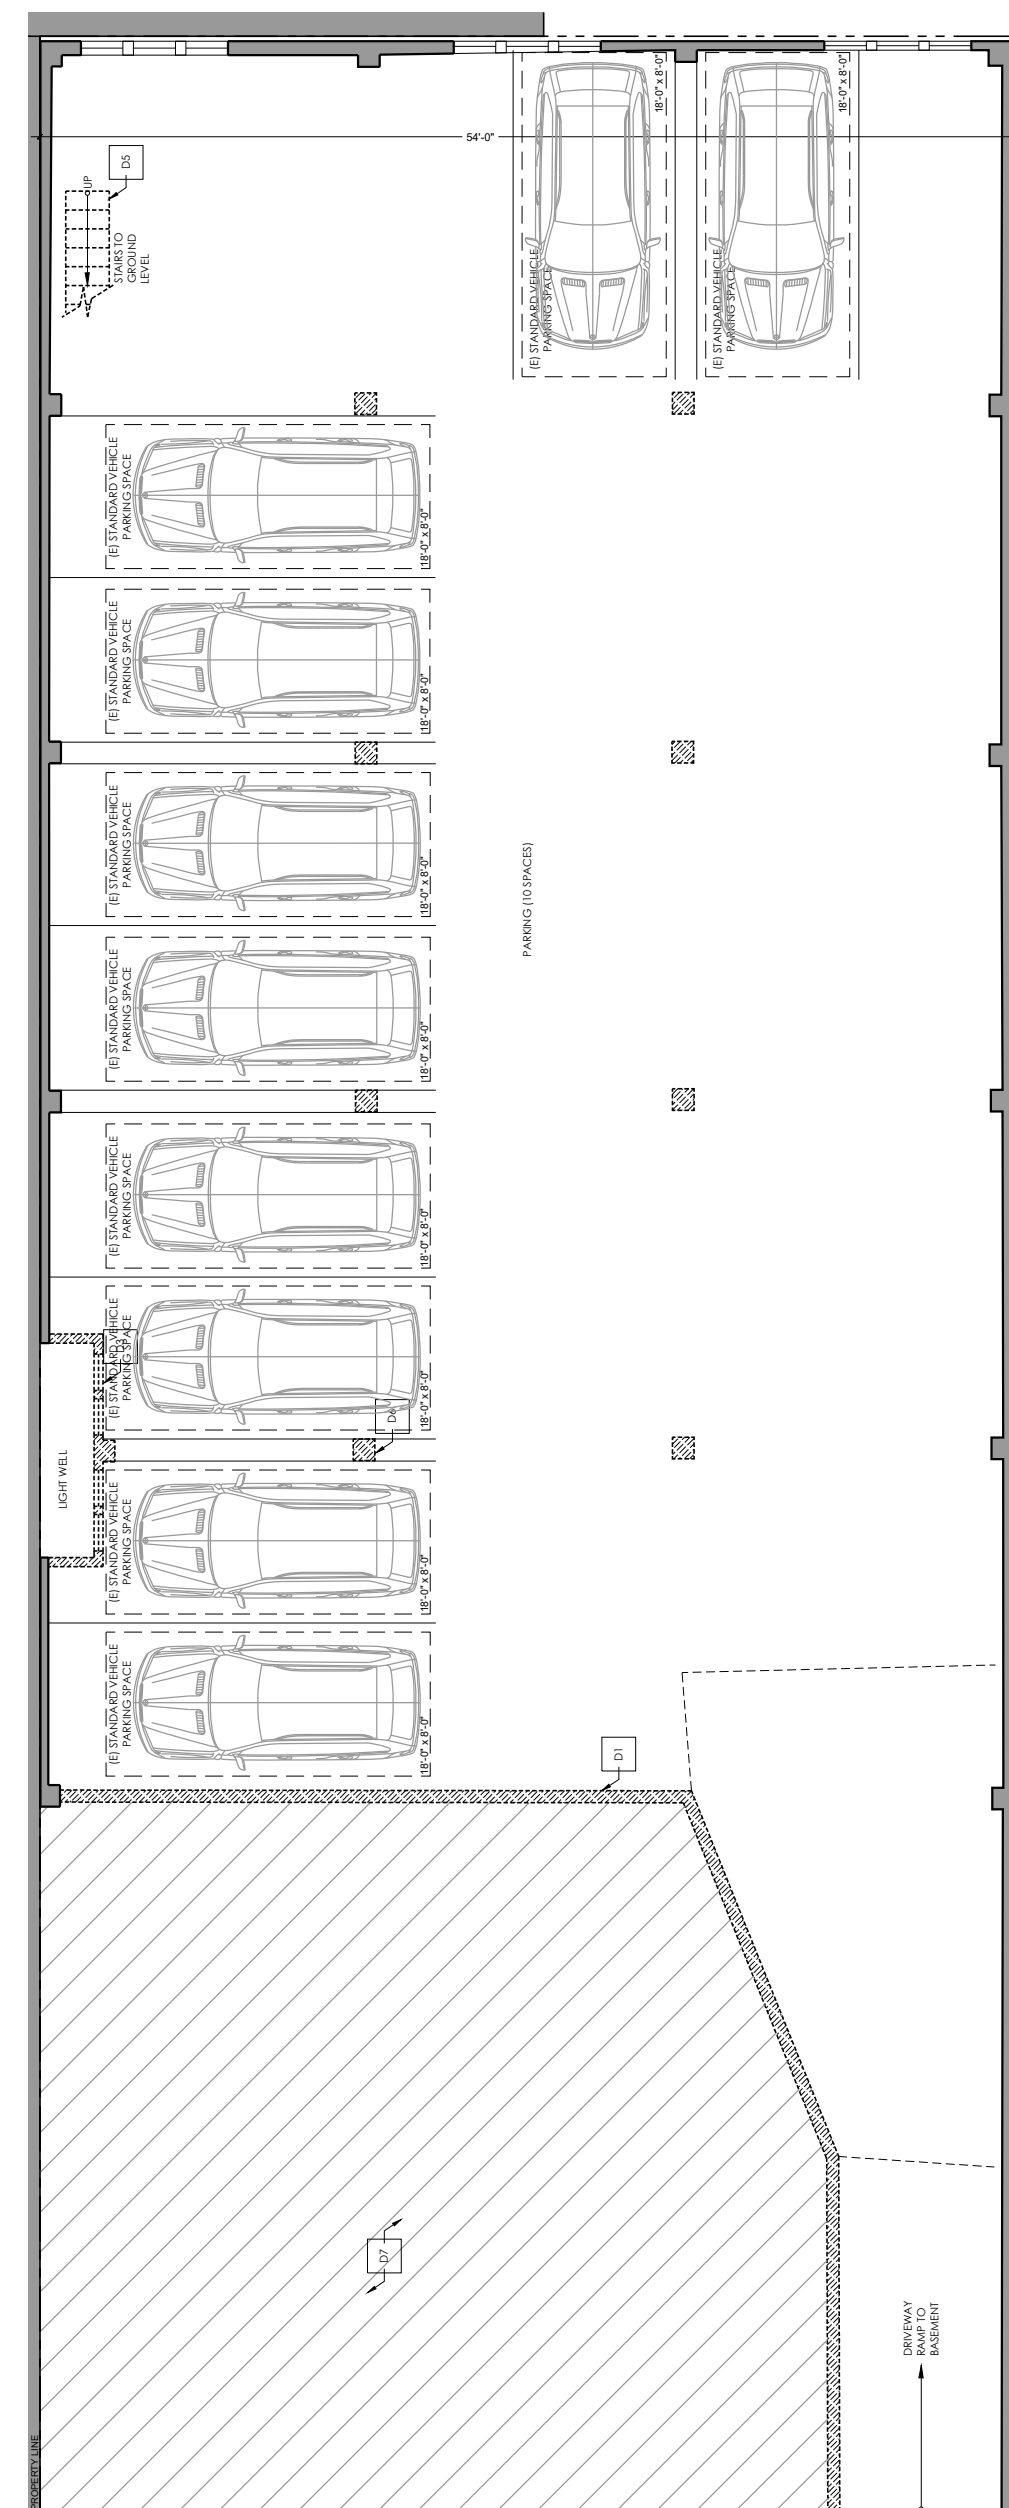 18'-0" x 8'-0"
18'-0" x 8'-0"
54'-0"
D5
UP
STAIRS TO
GROUND
LEVEL
(E) STANDARD VEHICLE
PARKING SPACE
(E) STANDARD VEHICLE
PARKING SPACE
(E) STANDARD VEHICLE
PARKING SPACE
18'-0" x 8'-0"
(E) STANDARD VEHICLE
PARKING SPACE
18'-0" x 8'-0"
(E) STANDARD VEHICLE
PARKING SPACE
18'-0" x 8'-0"
PARKING (10 SPACES)
(E) STANDARD VEHICLE
PARKING SPACE
18'-0" x 8'-0"
(E) STANDARD VEHICLE
PARKING SPACE
18'-0" x 8'-0"
(E) STANDARD VEHICLE
PARKING SPACE
18'-0" x 8'-0"
D3
D6
LIGHT WELL
(E) STANDARD VEHICLE
PARKING SPACE
18'-0" x 8'-0"
(E) STANDARD VEHICLE
PARKING SPACE
18'-0" x 8'-0"
D1
D7
DRIVEWAY
RAMP TO
BASEMENT
PROPERTY LINE